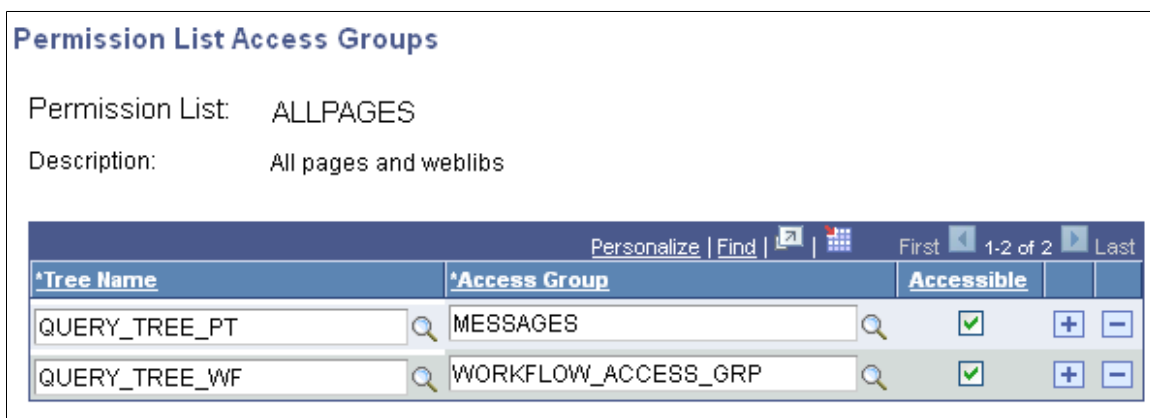 Permission List Access Groups
Permission List: ALLPAGES
Description: All pages and weblibs
Personalize | Find | | First 1-2 of 2 Last
*Tree Name *Access Group Accessible
QUERY_TREE_PT MESSAGES
QUERY_TREE_WF WORKFLOW_ACCESS_GRP